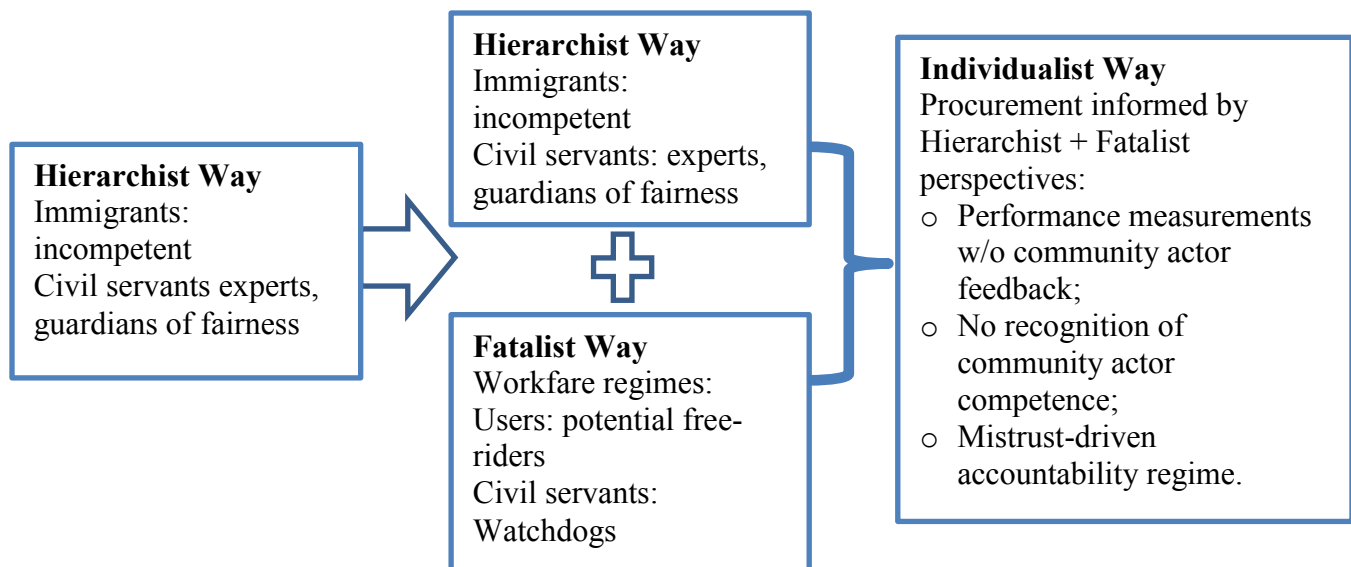 Hierarchist Way
Immigrants:
incompetent
Civil servants experts,
guardians of fairness
Hierarchist Way
Immigrants:
incompetent
Civil servants: experts,
guardians of fairness
Fatalist Way
Workfare regimes:
Users: potential free-
riders
Civil servants:
Watchdogs
Individualist Way
Procurement informed by
Hierarchist + Fatalist
perspectives:
o Performance measurements
w/o community actor
feedback;
o No recognition of
community actor
competence;
o Mistrust-driven
accountability regime.